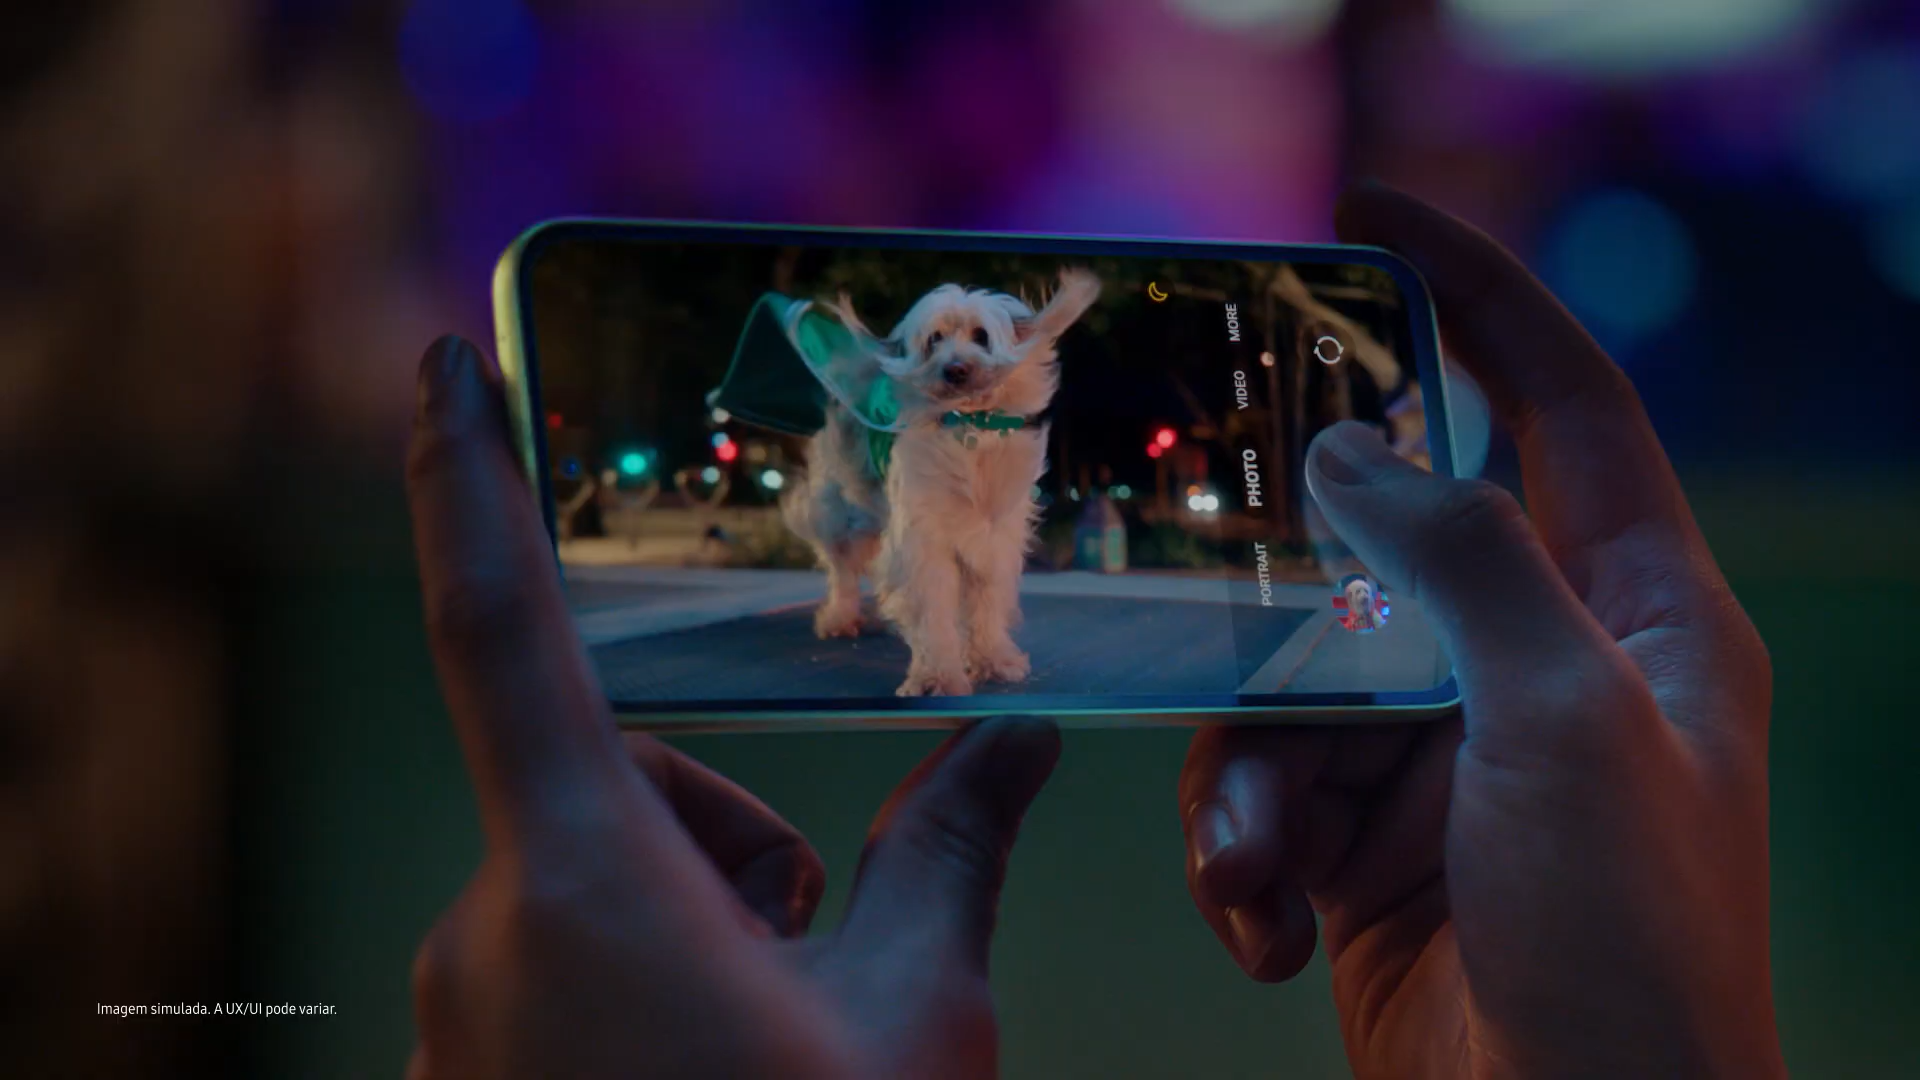 MORE
VIDEO
PHOTO
PORTRAIT
Imagem simulada. A UX/UI pode variar.